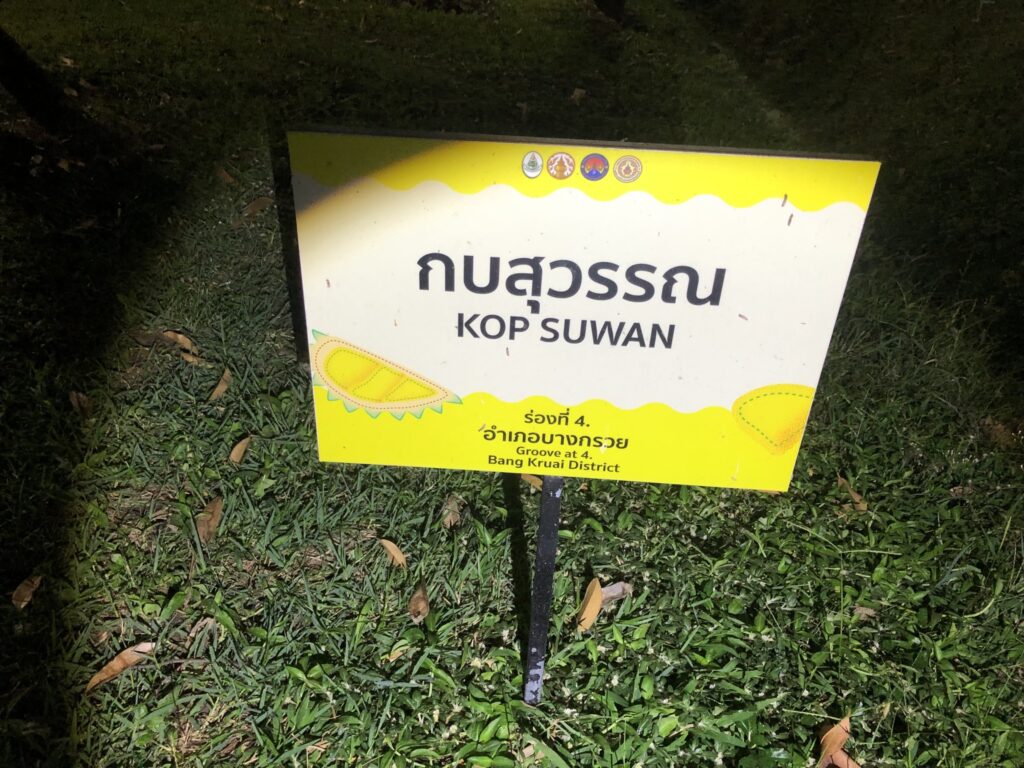 กบสุวรรณ
KOP SUWAN
ร่องที่ 4.
อำเภอบางกรวย
Groove at 4.
Bang Kruai District